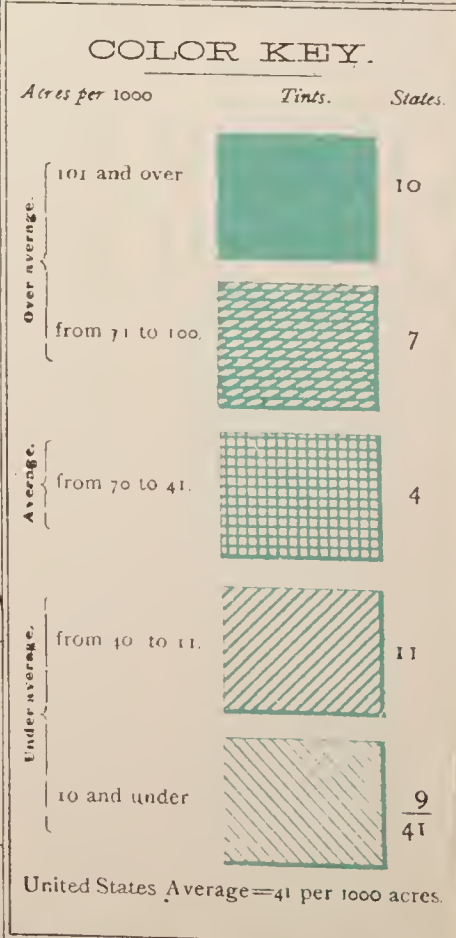 COLOR KEY.
Acres per 1000 Tints. States.
Over average.
101 and over 10
from 71 to 100. 7
Average.
from 70 to 41. 4
Under average.
from 40 to 11. 11
10 and under 9
41
United States Average=41 per 1000 acres.